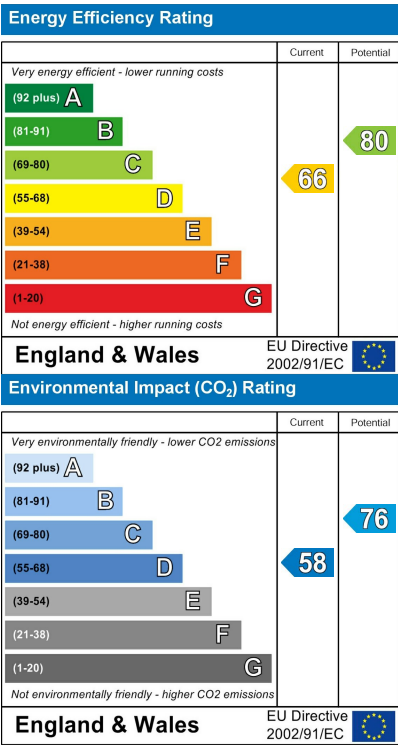 Energy Efficiency Rating
Current Potential
Very energy efficient - lower running costs
(92 plus) A
(81-91) B
(69-80) C
(55-68) D
(39-54) E
(21-38) F
(1-20) G
66
80
Not energy efficient - higher running costs
England & Wales
EU Directive
2002/91/EC
Environmental Impact (CO₂) Rating
Current Potential
Very environmentally friendly - lower CO2 emissions
(92 plus) A
(81-91) B
(69-80) C
(55-68) D
(39-54) E
(21-38) F
(1-20) G
58
76
Not environmentally friendly - higher CO2 emissions
England & Wales
EU Directive
2002/91/EC